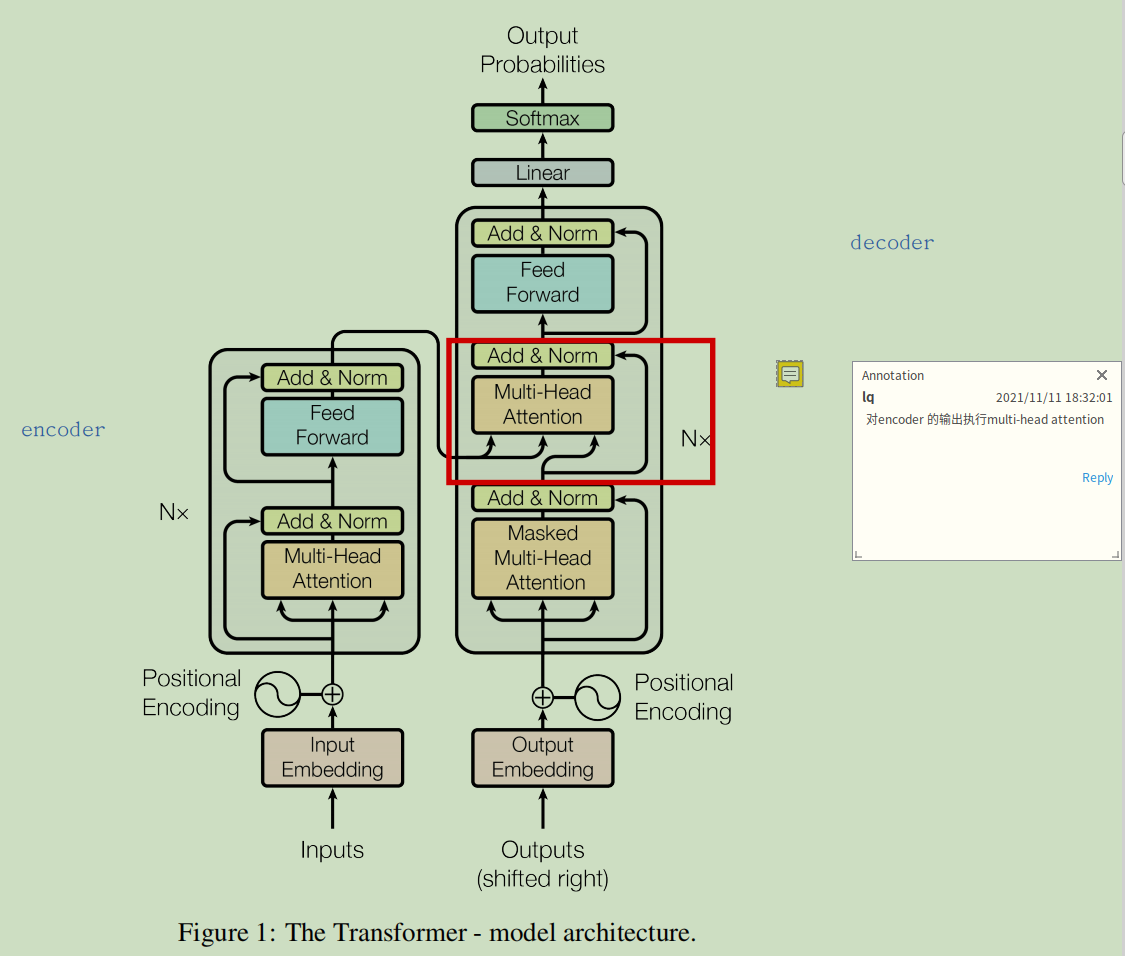 Output
Probabilities
Softmax
Linear
Add & Norm
Feed
Forward
Add & Norm
Multi-Head
Attention
Nx
Add & Norm
Masked
Multi-Head
Attention
decoder
Annotation
lq 2021/11/11 18:32:01
对encoder 的输出执行multi-head attention
Reply
encoder
Add & Norm
Feed
Forward
N×
Add & Norm
Multi-Head
Attention
Positional
Encoding
Positional
Encoding
Input
Embedding
Output
Embedding
Inputs
Outputs
(shifted right)
Figure 1: The Transformer - model architecture.